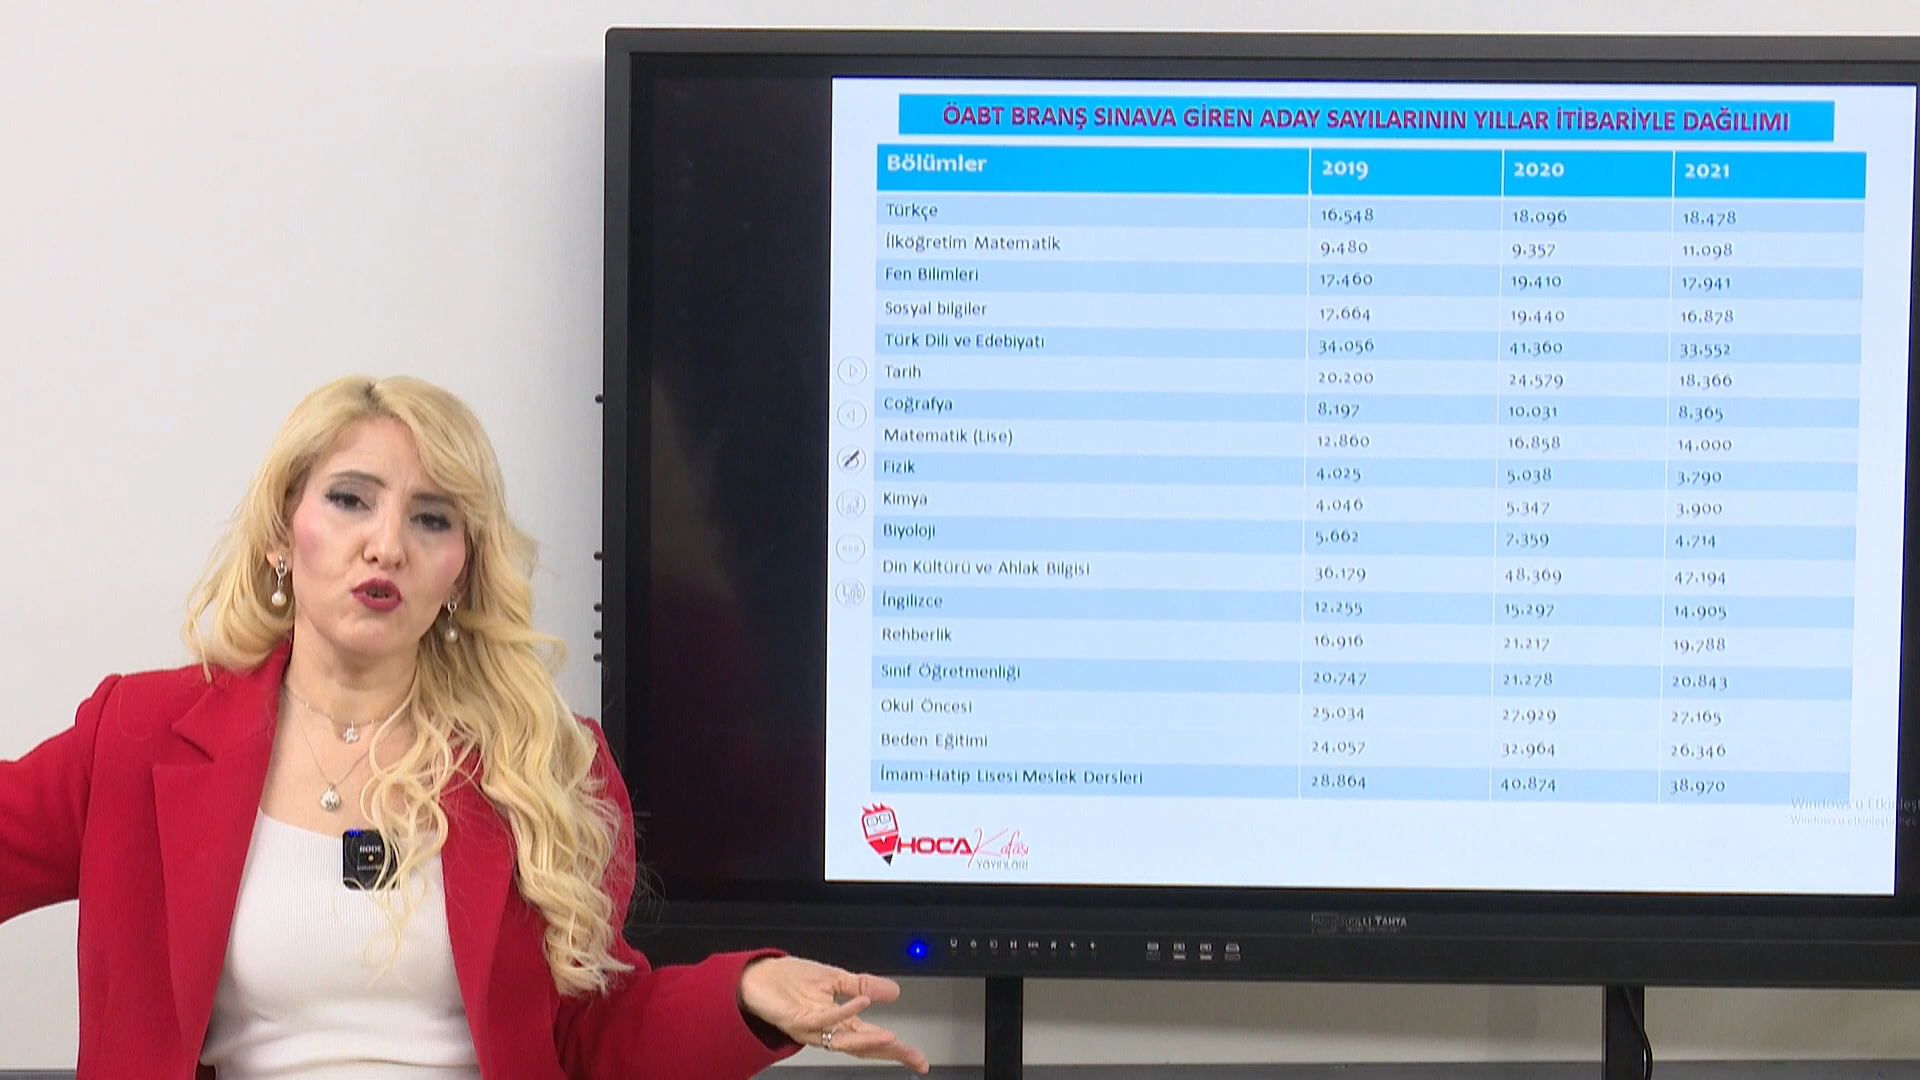 ÖABT BRANŞ SINAVA GİREN ADAY SAYILARININ YILLAR İTİBARİYLE DAĞILIMI
Bölümler 2019 2020 2021
Türkçe 16.548 18.096 18.478
İlköğretim Matematik 9.480 9.357 11.098
Fen Bilimleri 17.460 19.410 17.941
Sosyal bilgiler 17.664 19.440 16.878
Türk Dili ve Edebiyatı 34.056 41.360 33.552
Tarih 20.200 24.579 18.366
Coğrafya 8.197 10.031 8.365
Matematik (Lise) 12.860 16.858 14.000
Fizik 4.025 5.038 3.790
Kimya 4.046 5.347 3.900
Biyoloji 5.662 7.359 4.714
Din Kültürü ve Ahlak Bilgisi 36.179 48.369 47.194
İngilizce 12.255 15.297 14.905
Rehberlik 16.916 21.217 19.788
Sınıf Öğretmenliği 20.747 21.278 20.843
Okul Öncesi 25.034 27.929 27.165
Beden Eğitimi 24.057 32.964 26.346
İmam-Hatip Lisesi Meslek Dersleri 28.864 40.874 38.970
Windows'u
HOCA Kafası
YAYINLARI
RODE
TAHTA